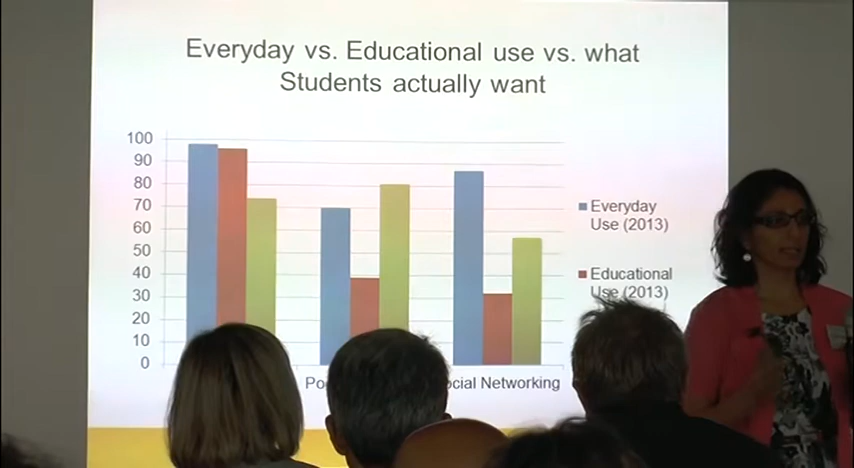 Everyday vs. Educational use vs. what
Students actually want
100
90
80
70
60
50
40
30
20
10
0
Everyday
Use (2013)
Educational
Use (2013)
Networking